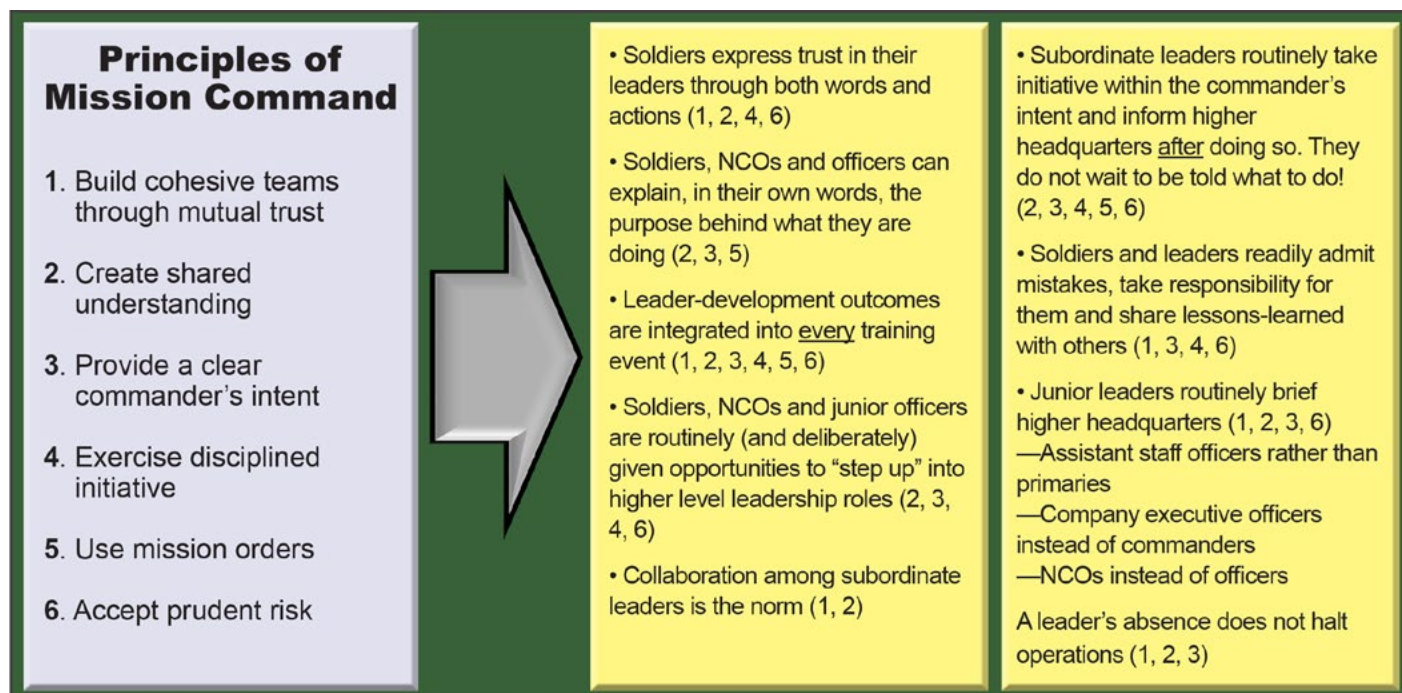 Principles of
Mission Command
1. Build cohesive teams
through mutual trust
2. Create shared
understanding
3. Provide a clear
commander’s intent
4. Exercise disciplined
initiative
5. Use mission orders
6. Accept prudent risk
• Soldiers express trust in their
leaders through both words and
actions (1, 2, 4, 6)
• Soldiers, NCOs and officers can
explain, in their own words, the
purpose behind what they are
doing (2, 3, 5)
• Leader-development outcomes
are integrated into every training
event (1, 2, 3, 4, 5, 6)
• Soldiers, NCOs and junior officers
are routinely (and deliberately)
given opportunities to “step up” into
higher level leadership roles (2, 3,
4, 6)
• Collaboration among subordinate
leaders is the norm (1, 2)
• Subordinate leaders routinely take
initiative within the commander’s
intent and inform higher
headquarters after doing so. They
do not wait to be told what to do!
(2, 3, 4, 5, 6)
• Soldiers and leaders readily admit
mistakes, take responsibility for
them and share lessons-learned
with others (1, 3, 4, 6)
• Junior leaders routinely brief
higher headquarters (1, 2, 3, 6)
—Assistant staff officers rather than
primaries
—Company executive officers
instead of commanders
—NCOs instead of officers
A leader’s absence does not halt
operations (1, 2, 3)